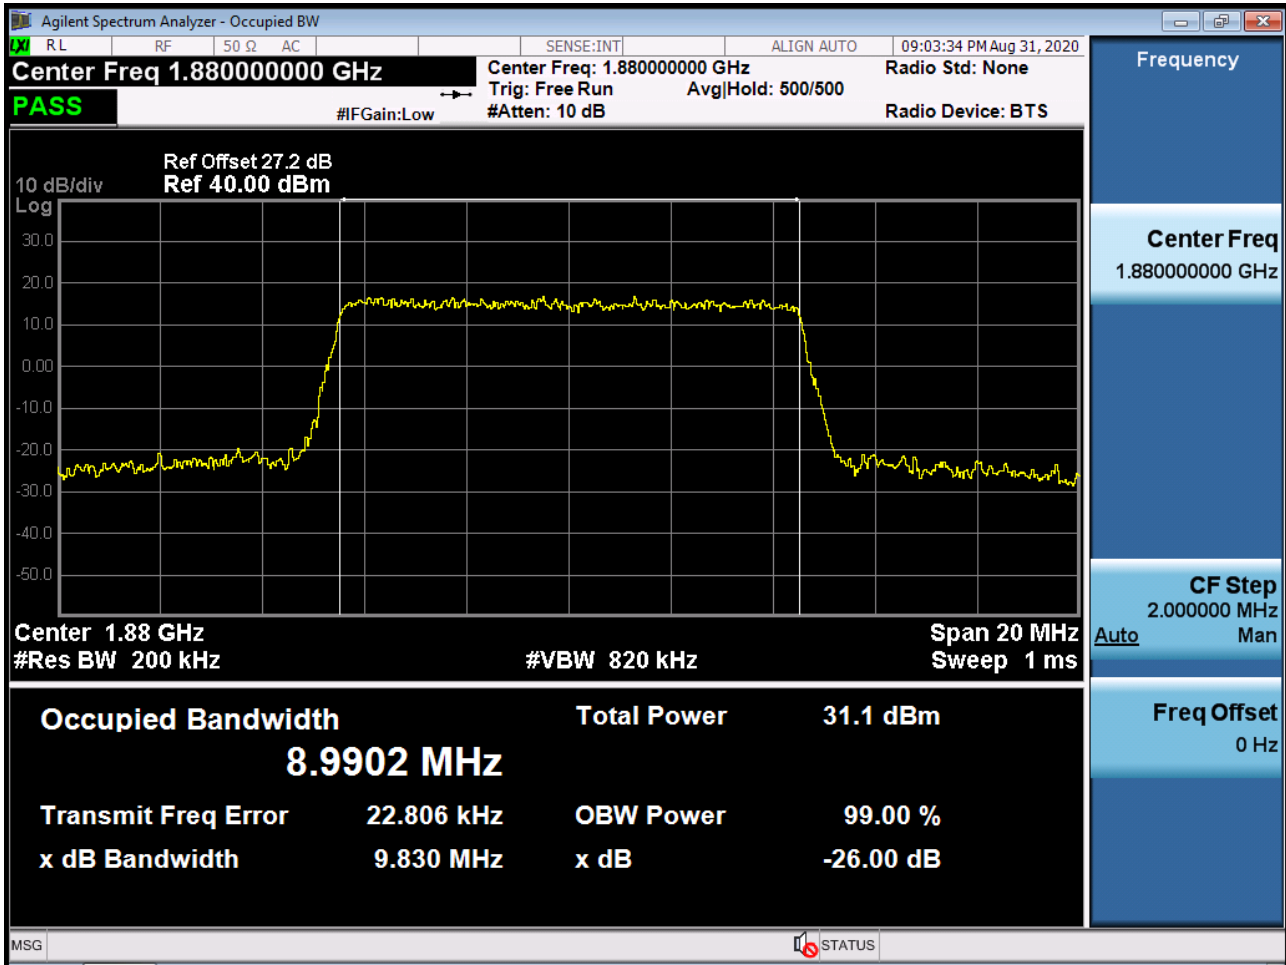 Agilent Spectrum Analyzer - Occupied BW
LXI RL RF 50 Ω AC SENSE:INT ALIGN AUTO 09:03:34 PM Aug 31, 2020
Center Freq 1.880000000 GHz
Center Freq: 1.880000000 GHz
Radio Std: None
Trig: Free Run Avg|Hold: 500/500
PASS
#IFGain:Low
#Atten: 10 dB
Radio Device: BTS
Ref Offset 27.2 dB
10 dB/div Ref 40.00 dBm
Log
30.0
20.0
10.0
0.00
-10.0
-20.0
-30.0
-40.0
-50.0
Center 1.88 GHz Span 20 MHz
#Res BW 200 kHz #VBW 820 kHz Sweep 1 ms
Occupied Bandwidth Total Power 31.1 dBm
8.9902 MHz
Transmit Freq Error 22.806 kHz OBW Power 99.00 %
x dB Bandwidth 9.830 MHz x dB -26.00 dB
MSG STATUS
Frequency
Center Freq
1.880000000 GHz
CF Step
2.000000 MHz
Auto Man
Freq Offset
0 Hz